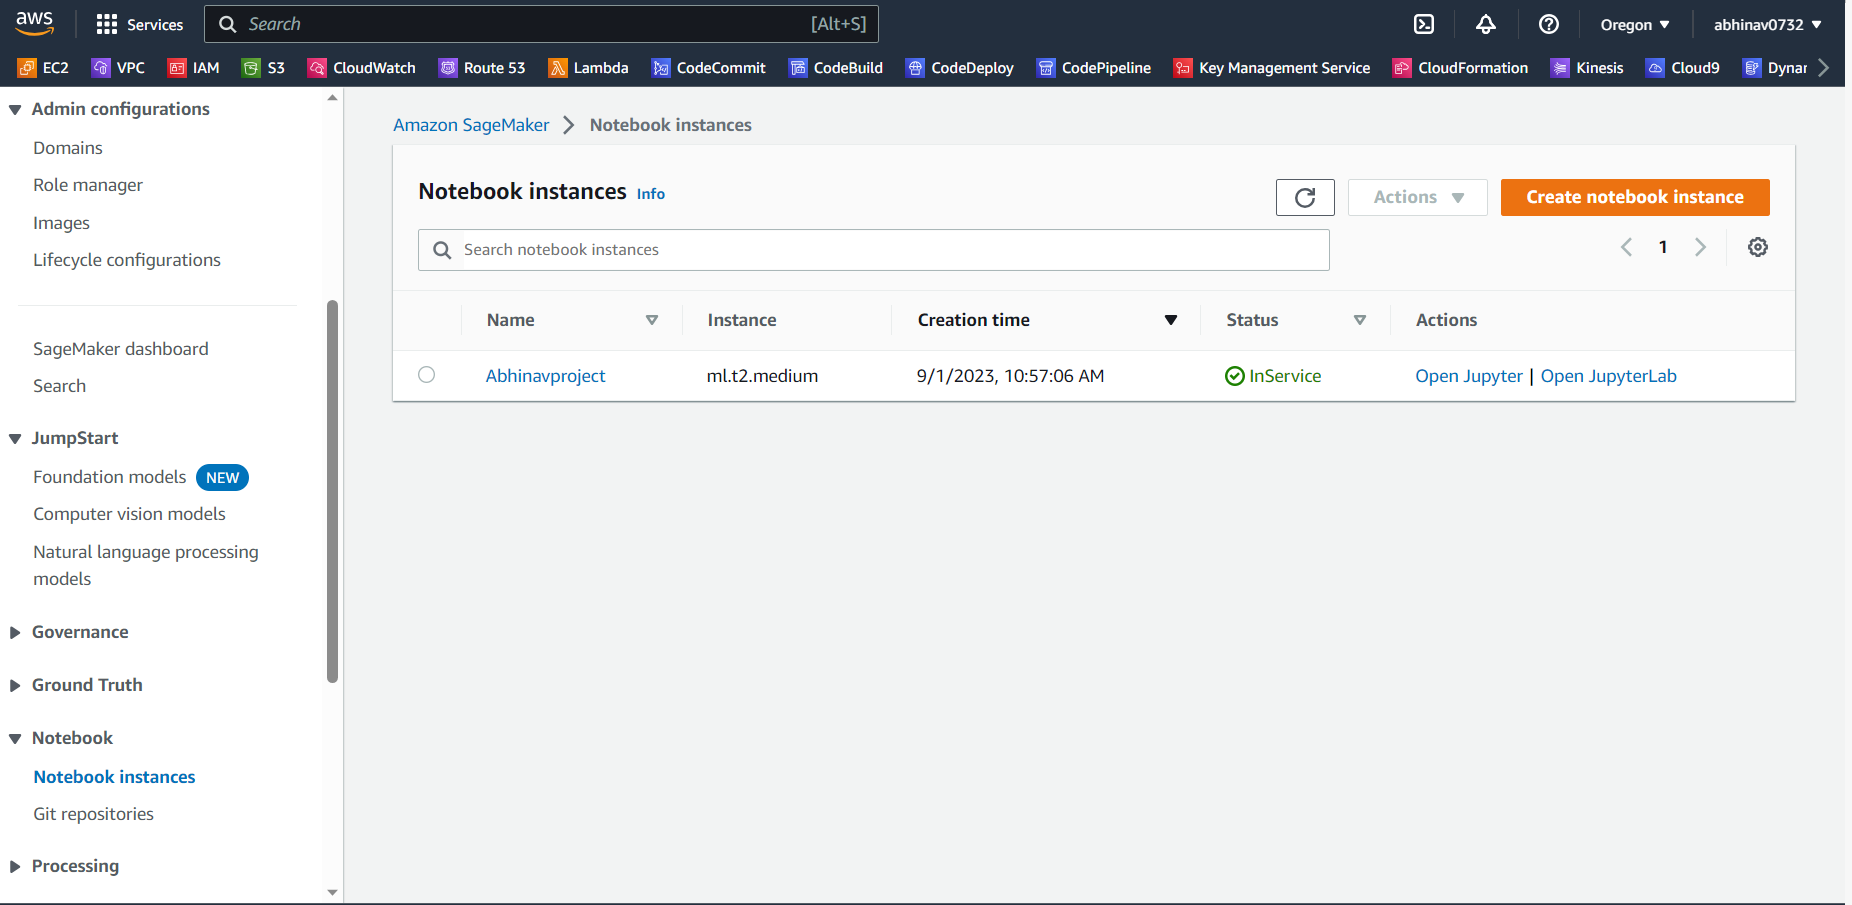 aws Services Search [Alt+S] Oregon abhinav0732
EC2 VPC IAM S3 CloudWatch Route 53 Lambda CodeCommit CodeBuild CodeDeploy CodePipeline Key Management Service CloudFormation Kinesis Cloud9 Dynar
Admin configurations
Domains
Role manager
Images
Lifecycle configurations
SageMaker dashboard
Search
JumpStart
Foundation models NEW
Computer vision models
Natural language processing
models
Governance
Ground Truth
Notebook
Notebook instances
Git repositories
Processing
Amazon SageMaker Notebook instances
Notebook instances Info
Actions Create notebook instance
Search notebook instances 1
Name Instance Creation time Status Actions
Abhinavproject ml.t2.medium 9/1/2023, 10:57:06 AM InService Open Jupyter | Open JupyterLab